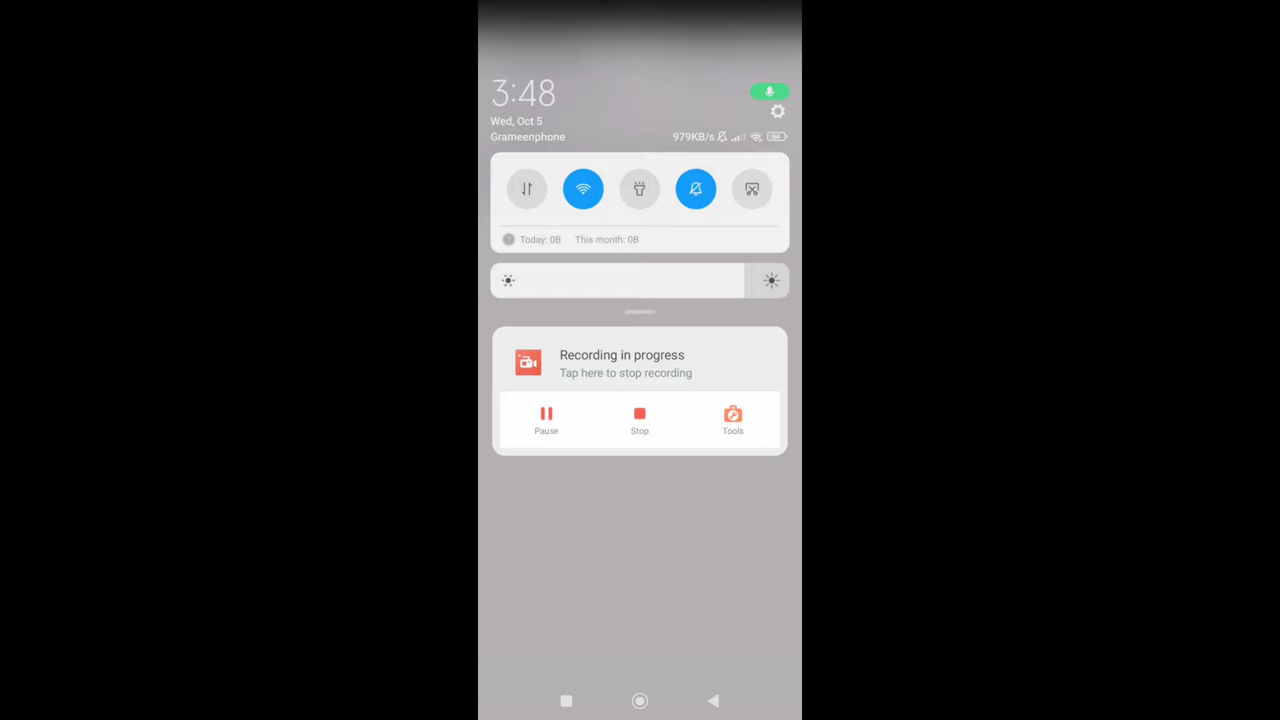 3:48
Wed, Oct 5
Grameenphone
979KB/s 64
Today: 0B This month: 0B
Recording in progress
Tap here to stop recording
Pause Stop Tools